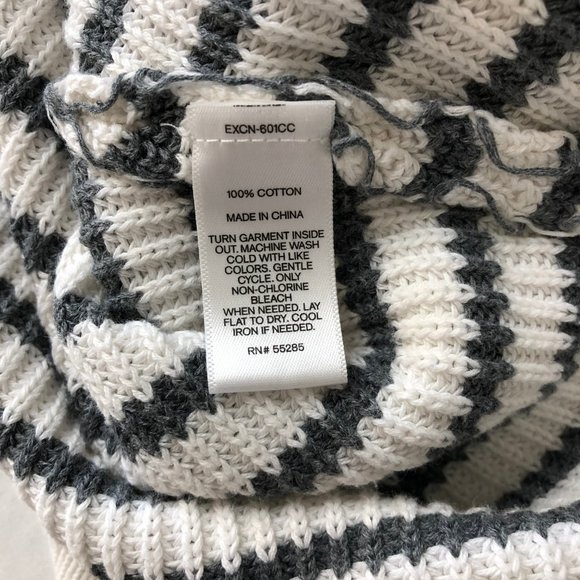 EXCN-601CC
100% COTTON
MADE IN CHINA
TURN GARMENT INSIDE
OUT. MACHINE WASH
COLD WITH LIKE
COLORS. GENTLE
CYCLE. ONLY
NON-CHLORINE
BLEACH
WHEN NEEDED. LAY
FLAT TO DRY. COOL
IRON IF NEEDED.
RN# 55285